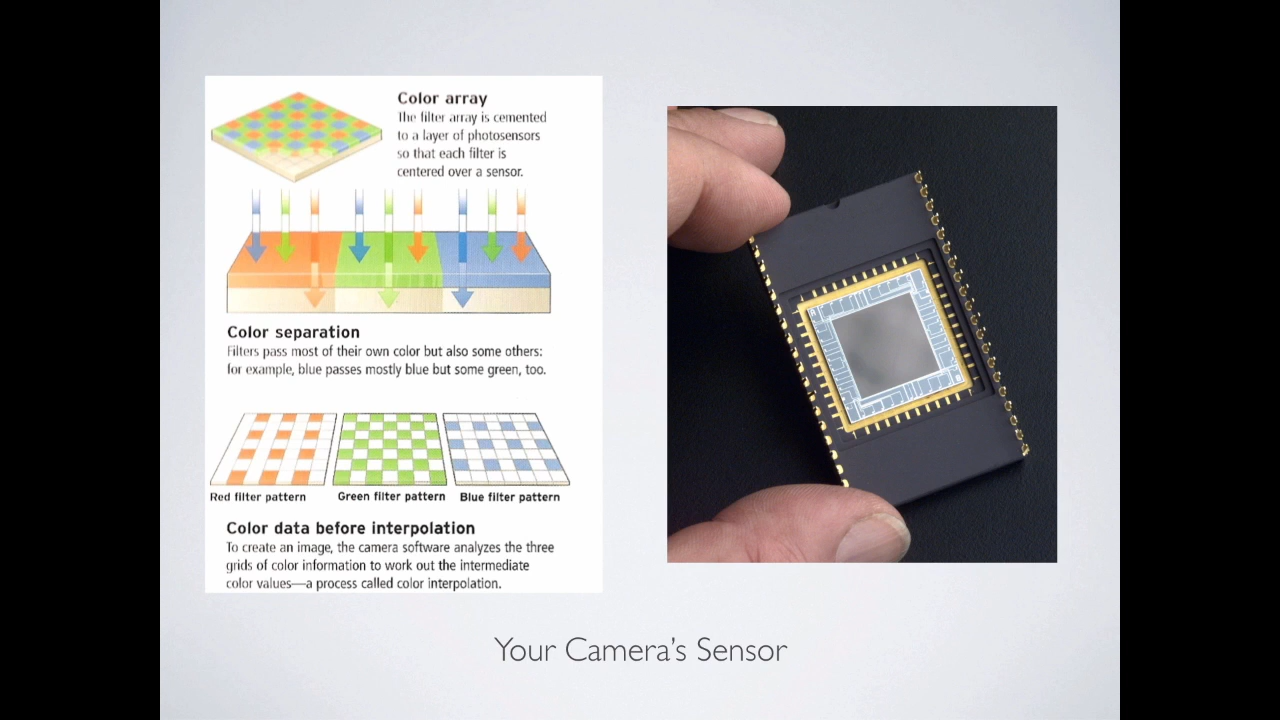 Color array
The filter array is cemented
to a layer of photosensors
so that each filter is
centered over a sensor.
Color separation
Filters pass most of their own color but also some others:
for example, blue passes mostly blue but some green, too.
Red filter pattern
Green filter pattern
Blue filter pattern
Color data before interpolation
To create an image, the camera software analyzes the three
grids of color information to work out the intermediate
color values—a process called color interpolation.
Your Camera's Sensor